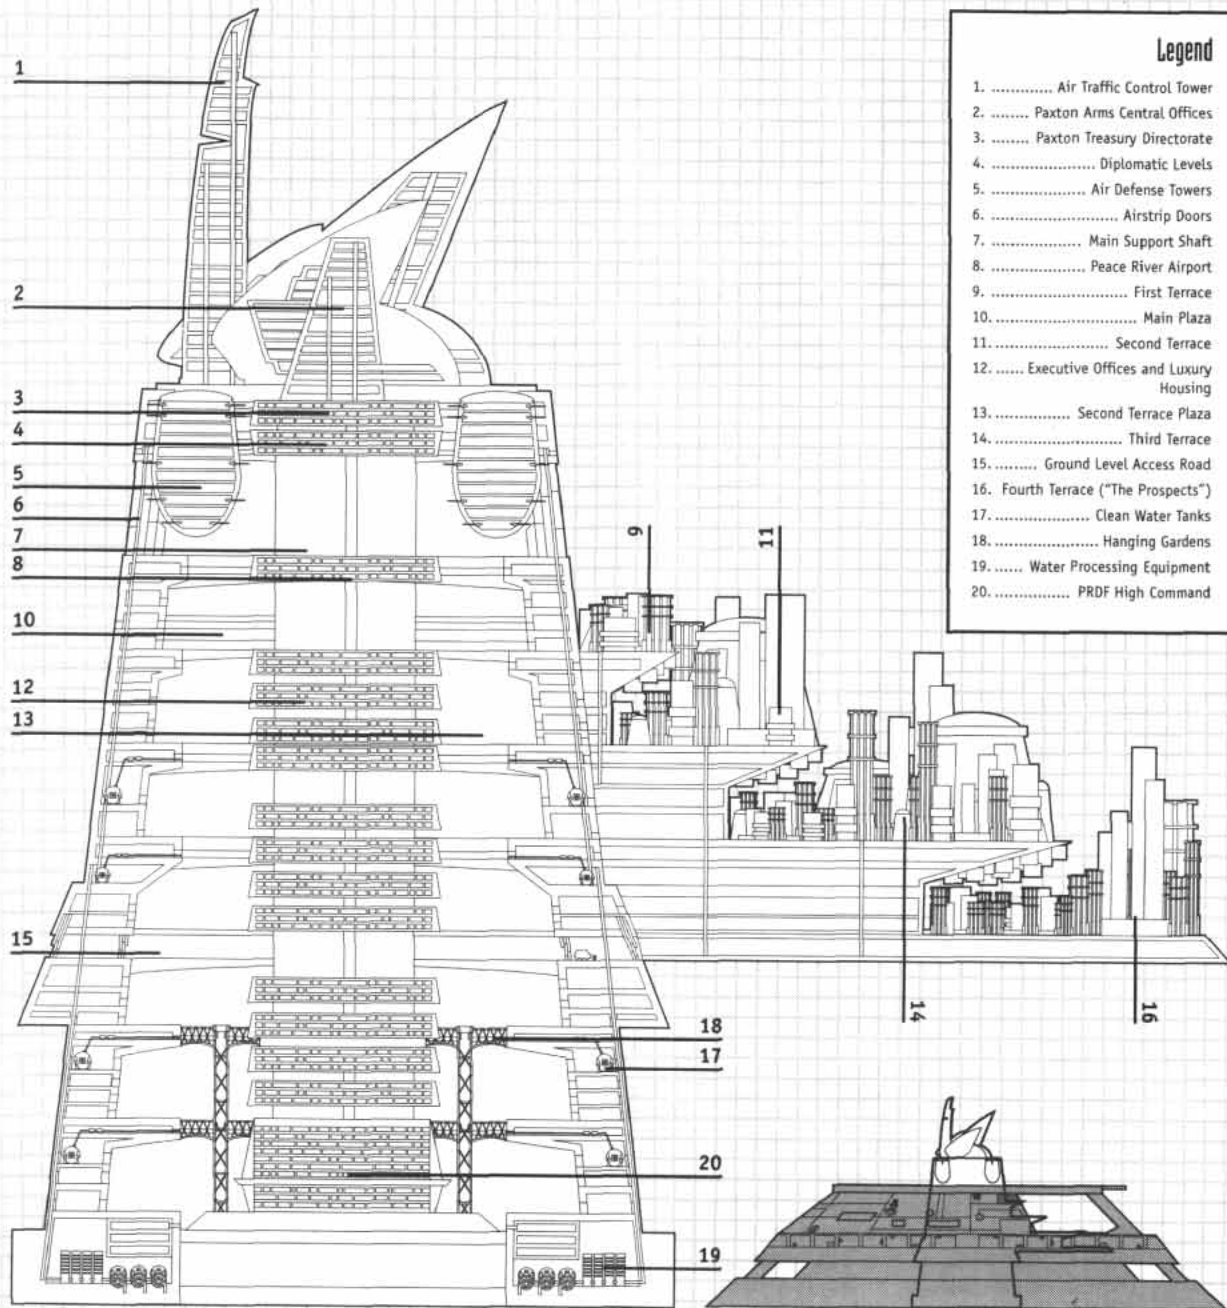 Legend
1. ............. Air Traffic Control Tower
2. ........ Paxton Arms Central Offices
3. ........ Paxton Treasury Directorate
4. ...................... Diplomatic Levels
5. .................... Air Defense Towers
6. ........................... Airstrip Doors
7. ................... Main Support Shaft
8. .................... Peace River Airport
9. ............................. First Terrace
10. .............................. Main Plaza
11. ........................ Second Terrace
12. ...... Executive Offices and Luxury
Housing
13. ................ Second Terrace Plaza
14. ............................ Third Terrace
15. ......... Ground Level Access Road
16. Fourth Terrace ("The Prospects")
17. .................... Clean Water Tanks
18. ...................... Hanging Gardens
19. ...... Water Processing Equipment
20. ................ PRDF High Command
1
2
3
4
5
6
7
8
9
11
10
12
13
15
14
16
18
17
20
19